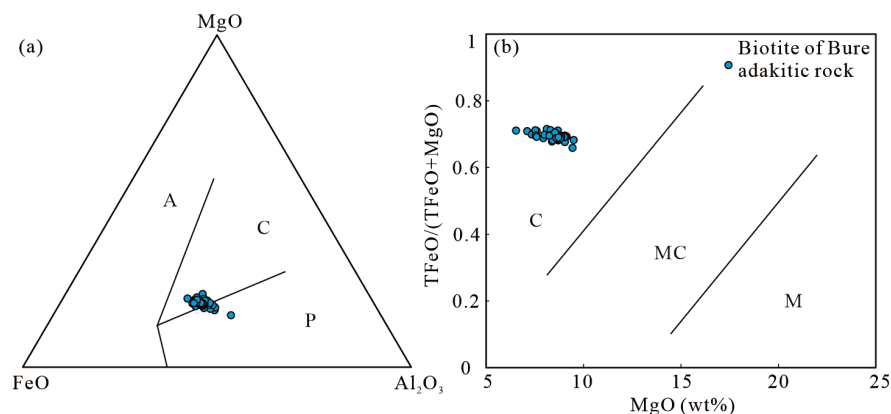 (a)
MgO
A
C
P
FeO
Al₂O₃
(b)
Biotite of Bure
adakitic rock
TFeO/(TFeO+MgO)
1
0.8
0.6
0.4
0.2
0
C
MC
M
5
10
15
20
25
MgO (wt%)